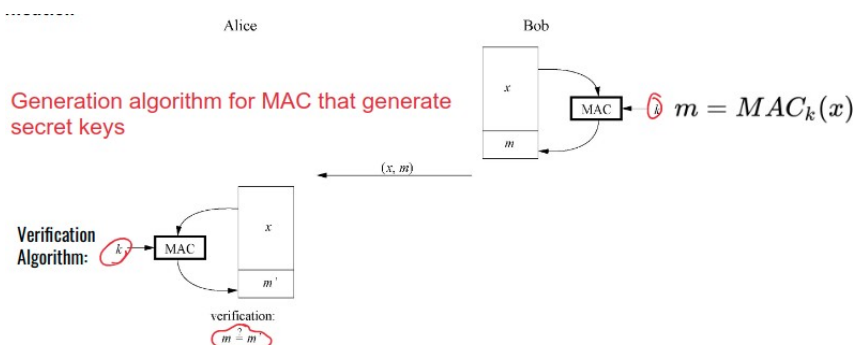 Alice
Bob
Generation algorithm for MAC that generate
secret keys
x
MAC
k
m = MAC_k(x)
m
(x, m)
Verification
Algorithm:
k
MAC
x
m'
verification:
m ≟ m'